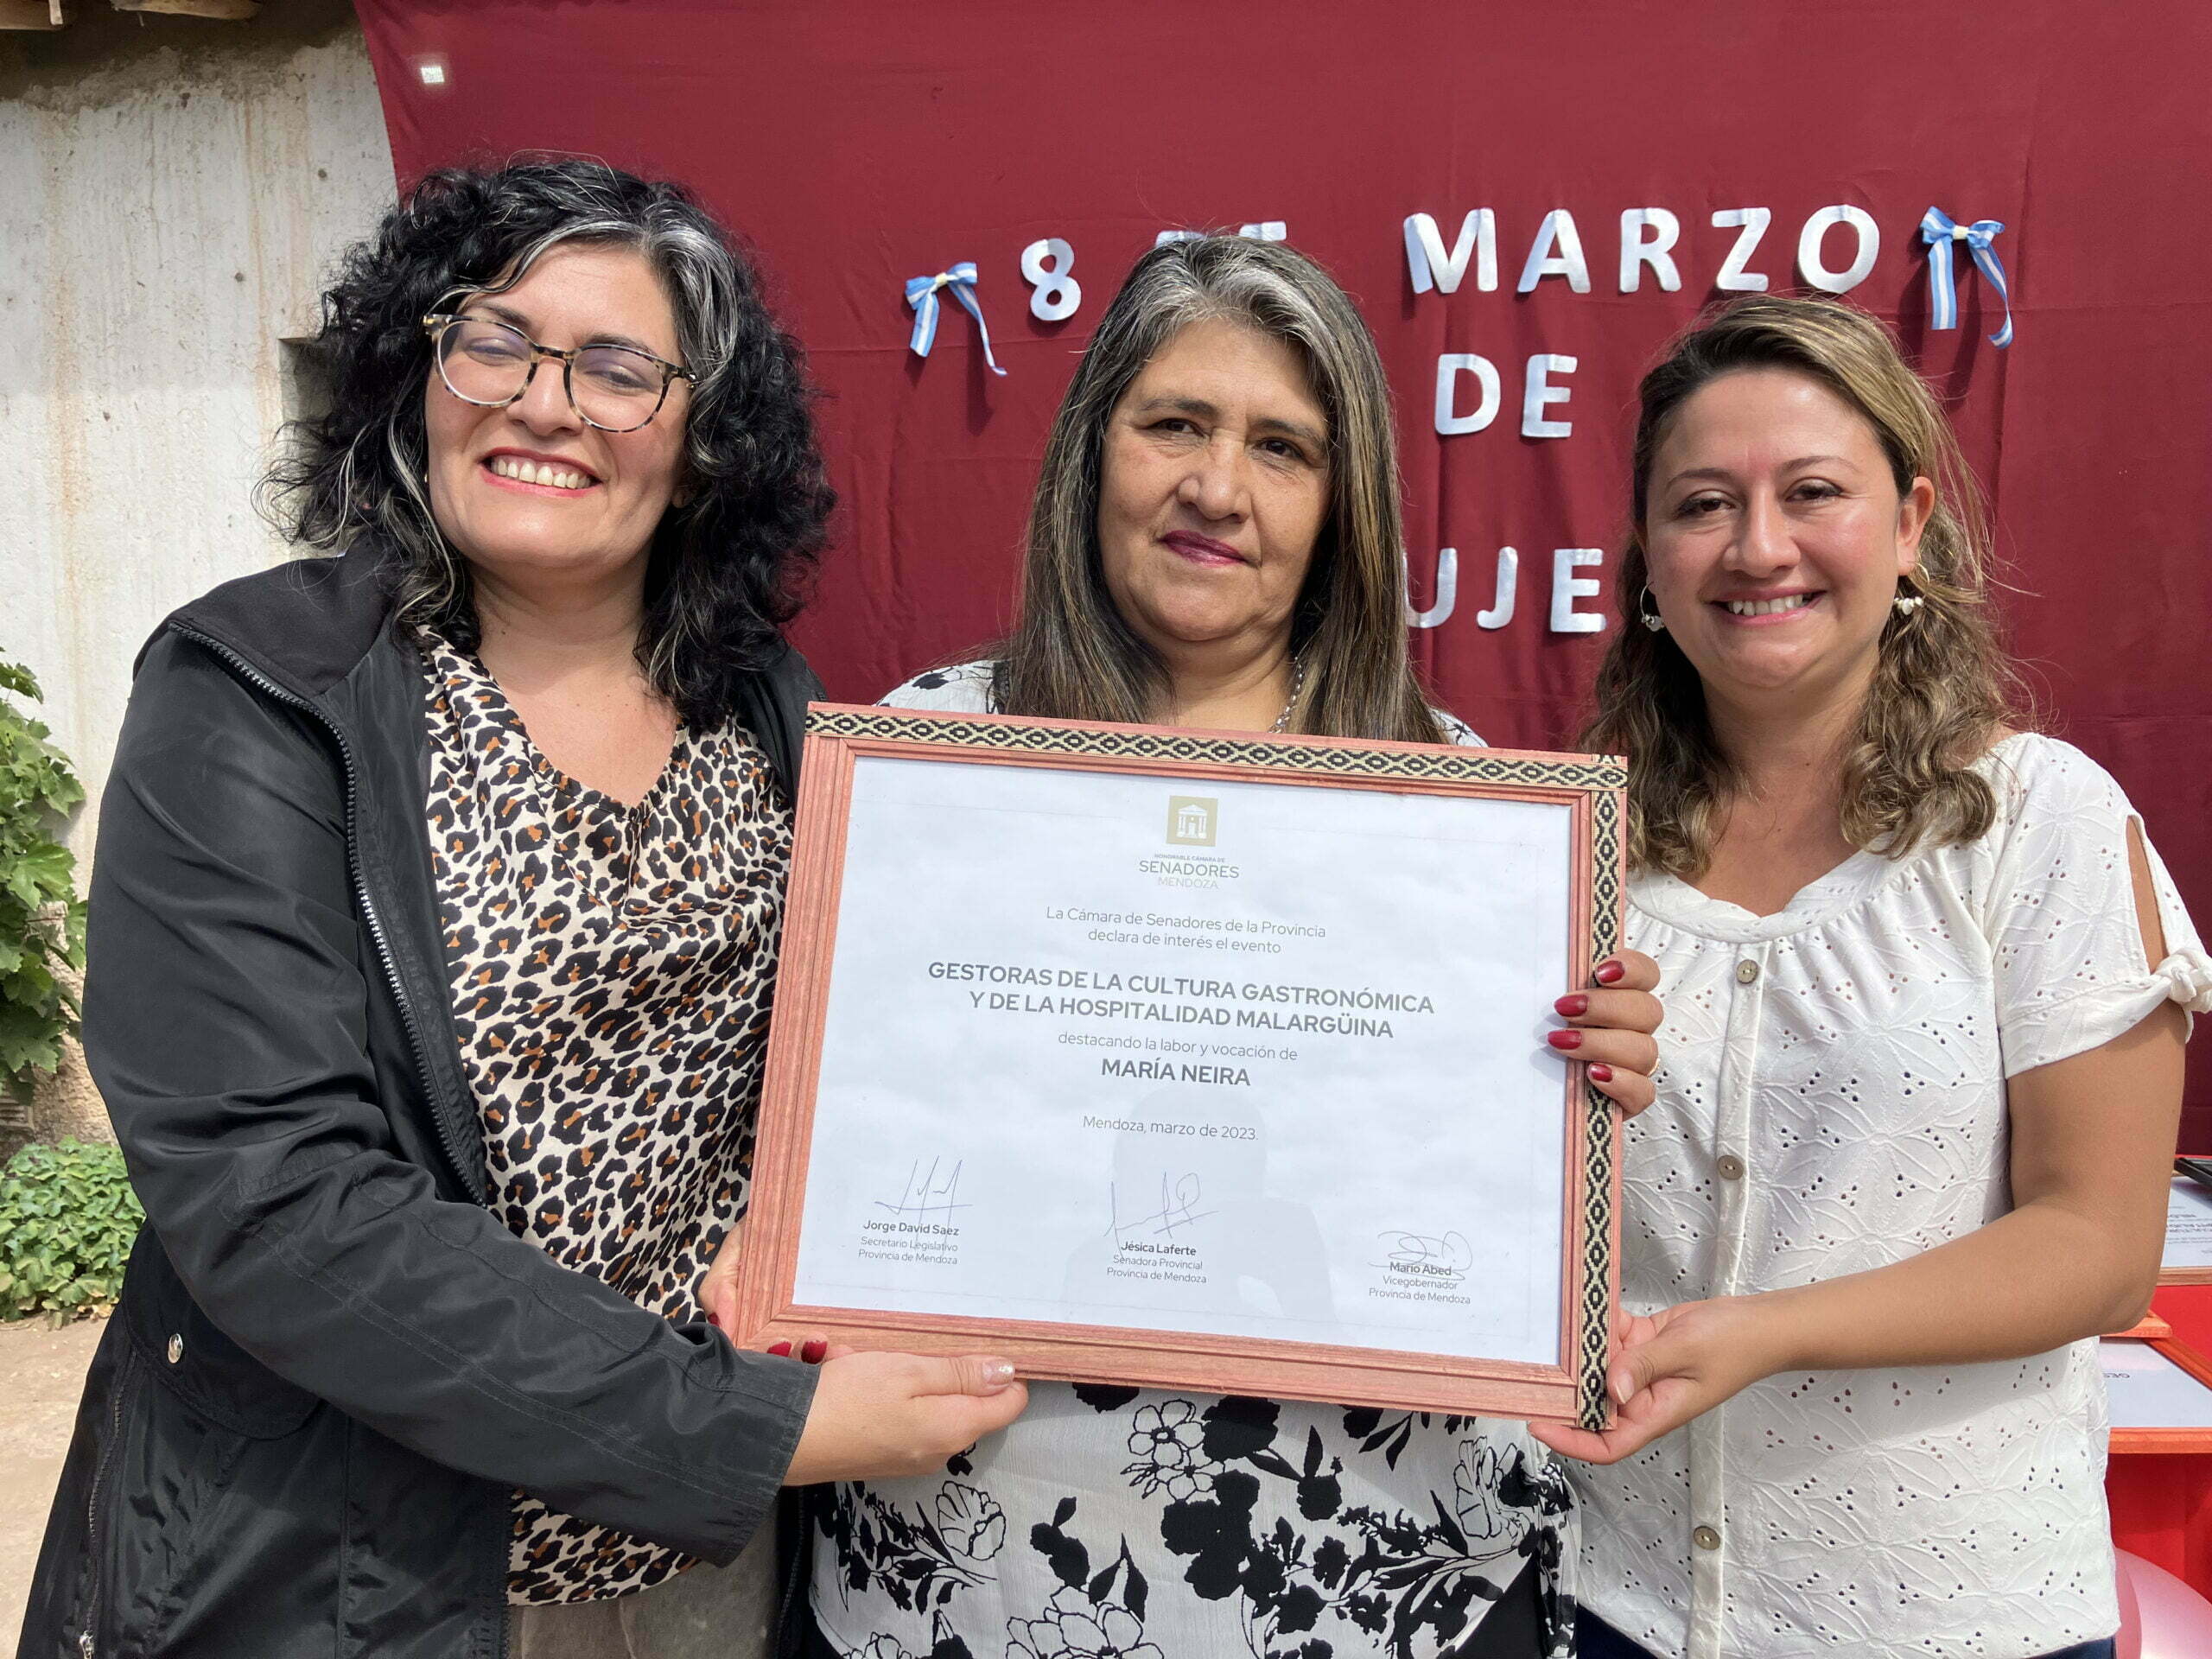 8 DE MARZO
DE
UJE
HONORABLE CÁMARA DE
SENADORES
MENDOZA
La Cámara de Senadores de la Provincia
declara de interés el evento
GESTORAS DE LA CULTURA GASTRONÓMICA
Y DE LA HOSPITALIDAD MALARGÜINA
destacando la labor y vocación de
MARÍA NEIRA
Mendoza, marzo de 2023.
Jorge David Saez
Secretario Legislativo
Provincia de Mendoza
Jésica Laferte
Senadora Provincial
Provincia de Mendoza
Mario Abed
Vicegobernador
Provincia de Mendoza